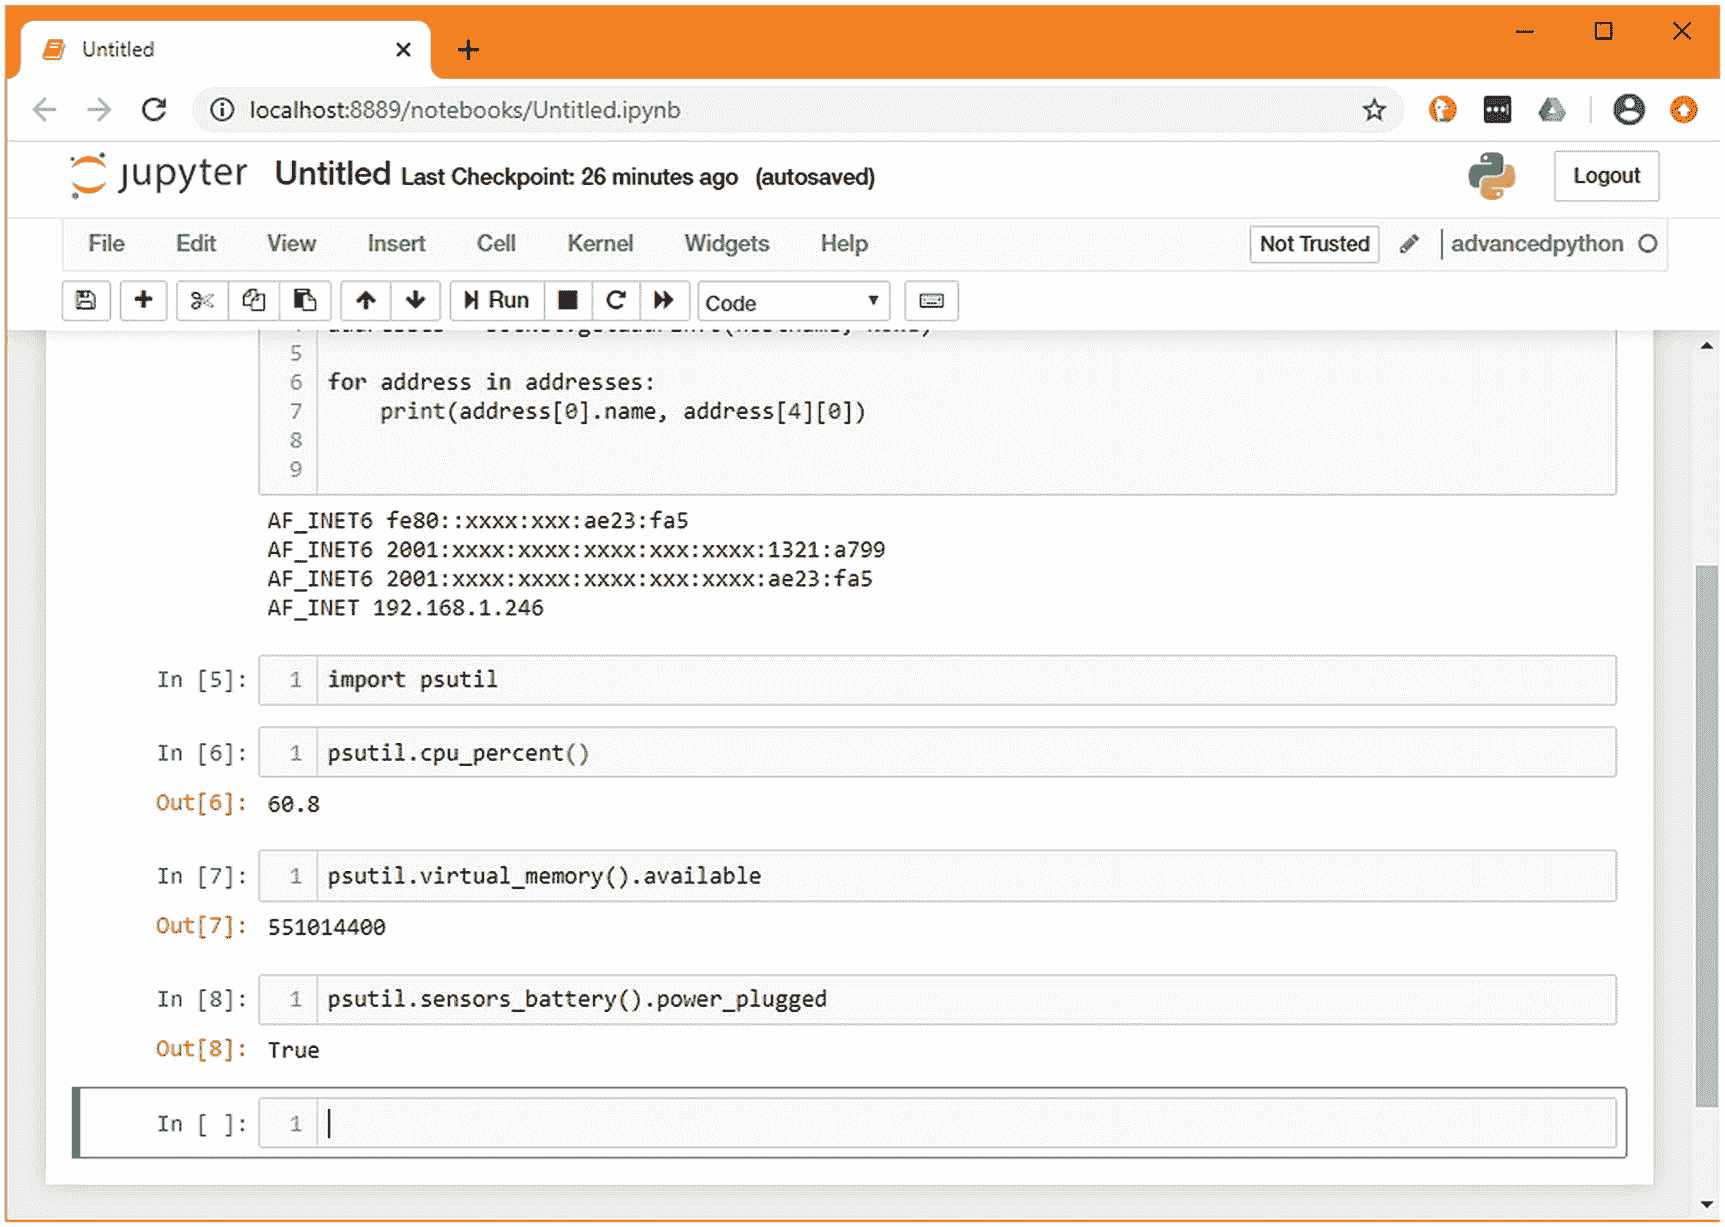 Untitled
localhost:8889/notebooks/Untitled.ipynb
jupyter Untitled Last Checkpoint: 26 minutes ago (autosaved)
Logout
File Edit View Insert Cell Kernel Widgets Help Not Trusted advancedpython
Run Code
5
6 for address in addresses:
7 print(address[0].name, address[4][0])
8
9
AF_INET6 fe80::xxxx:xxx:ae23:fa5
AF_INET6 2001:xxxx:xxxx:xxxx:xxx:xxxx:1321:a799
AF_INET6 2001:xxxx:xxxx:xxxx:xxx:xxxx:ae23:fa5
AF_INET 192.168.1.246
In [5]: 1 import psutil
In [6]: 1 psutil.cpu_percent()
Out[6]: 60.8
In [7]: 1 psutil.virtual_memory().available
Out[7]: 551014400
In [8]: 1 psutil.sensors_battery().power_plugged
Out[8]: True
In [ ]: 1